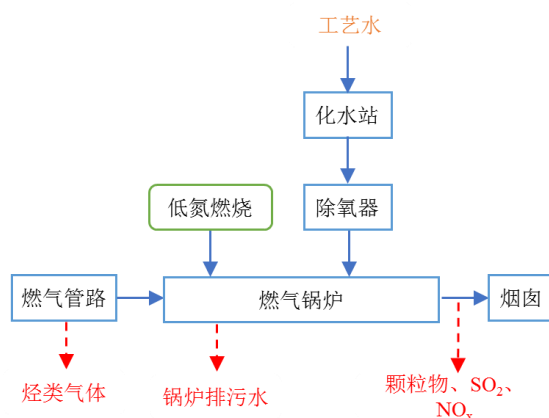 工艺水
化水站
低氮燃烧
除氧器
燃气管路
燃气锅炉
烟囱
烃类气体
锅炉排污水
颗粒物、SO₂、
NOₓ